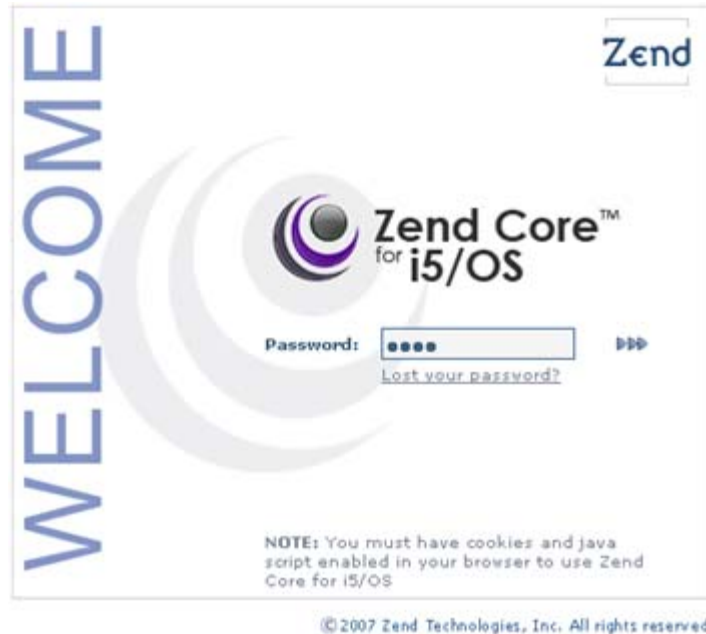 WELCOME
Zend
Zend Core™
for i5/OS
Password:
Lost your password?
NOTE: You must have cookies and java
script enabled in your browser to use Zend
Core for i5/OS
©2007 Zend Technologies, Inc. All rights reserved